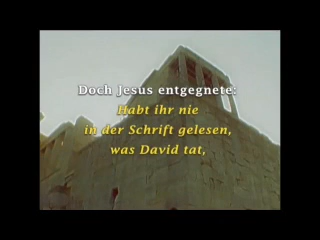 Doch Jesus entgegnete:
Habt ihr nie
in der Schrift gelesen,
was David tat,